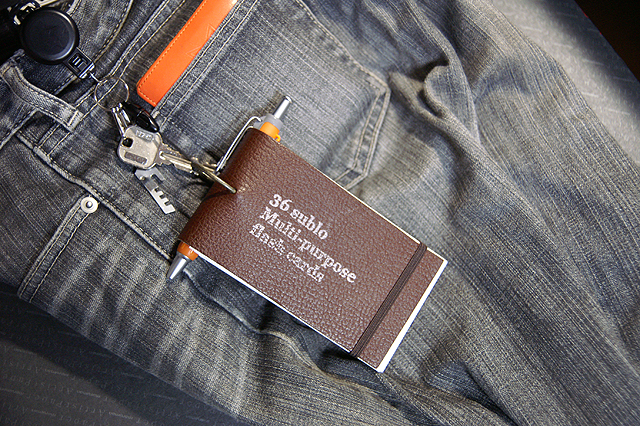 36 sublo
Multi-purpose
flash cards